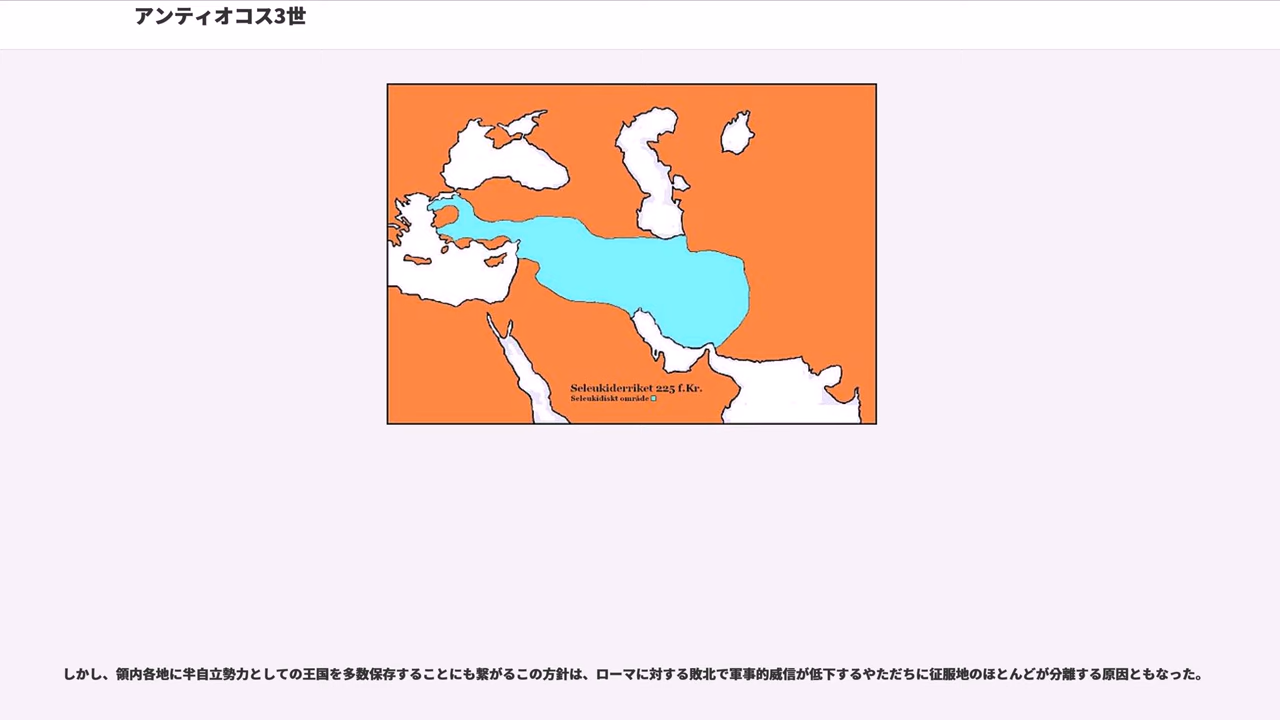 アンティオコス3世
Seleukiderriket 225 f.Kr.
Seleukidiskt område
しかし、領内各地に半自立勢力としての王国を多数保存することにも繋がるこの方針は、ローマに対する敗北で軍事的威信が低下するやただちに征服地のほとんどが分離する原因ともなった。